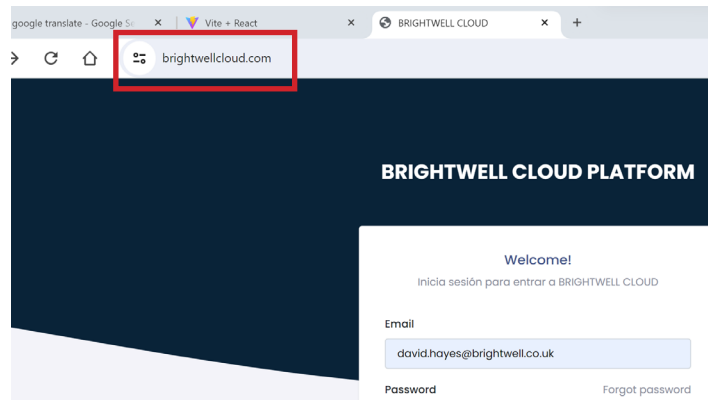 google translate - Google Se
Vite + React
BRIGHTWELL CLOUD
brightwellcloud.com
BRIGHTWELL CLOUD PLATFORM
Welcome!
Inicia sesión para entrar a BRIGHTWELL CLOUD
Email
david.hayes@brightwell.co.uk
Password Forgot password